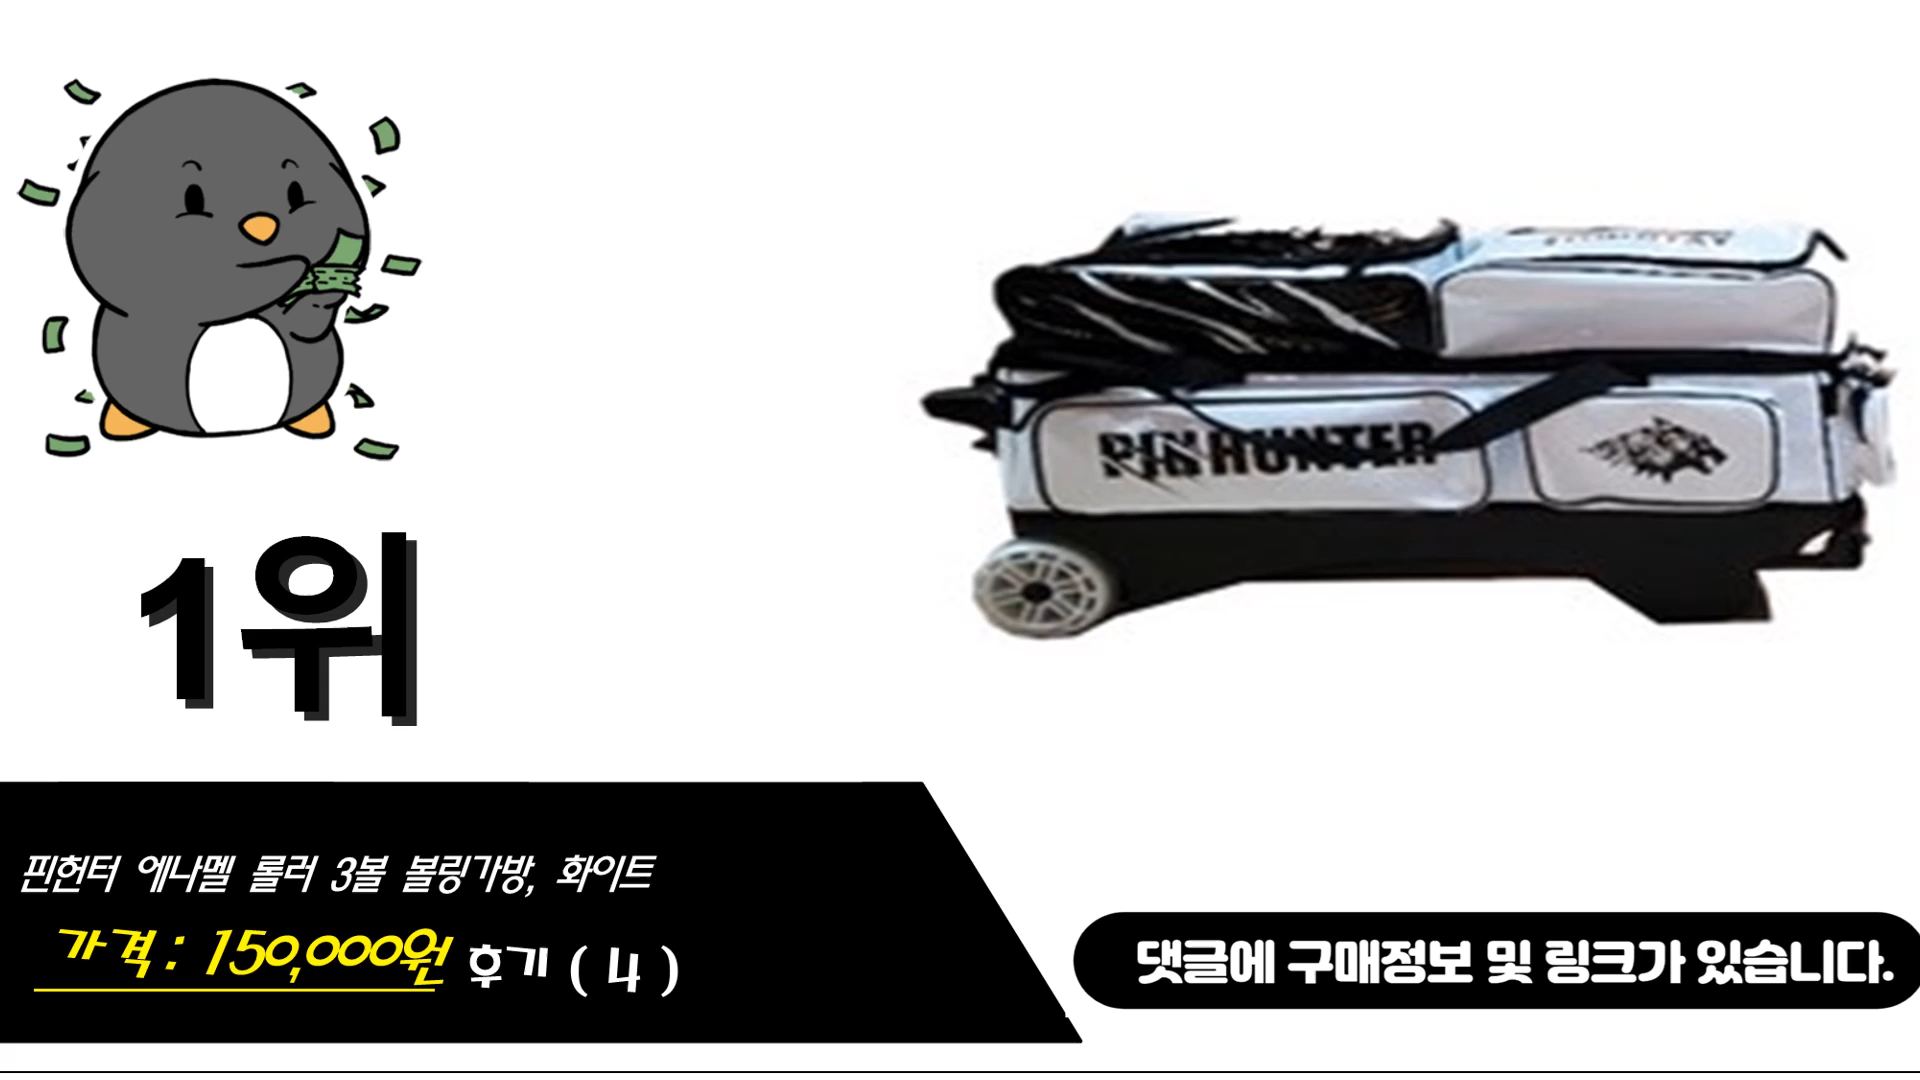 PIN HUNTER
1위
핀헌터 에나멜 롤러 3볼 볼링가방, 화이트
가격 : 150,000원 후기 ( 4 )
댓글에 구매정보 및 링크가 있습니다.